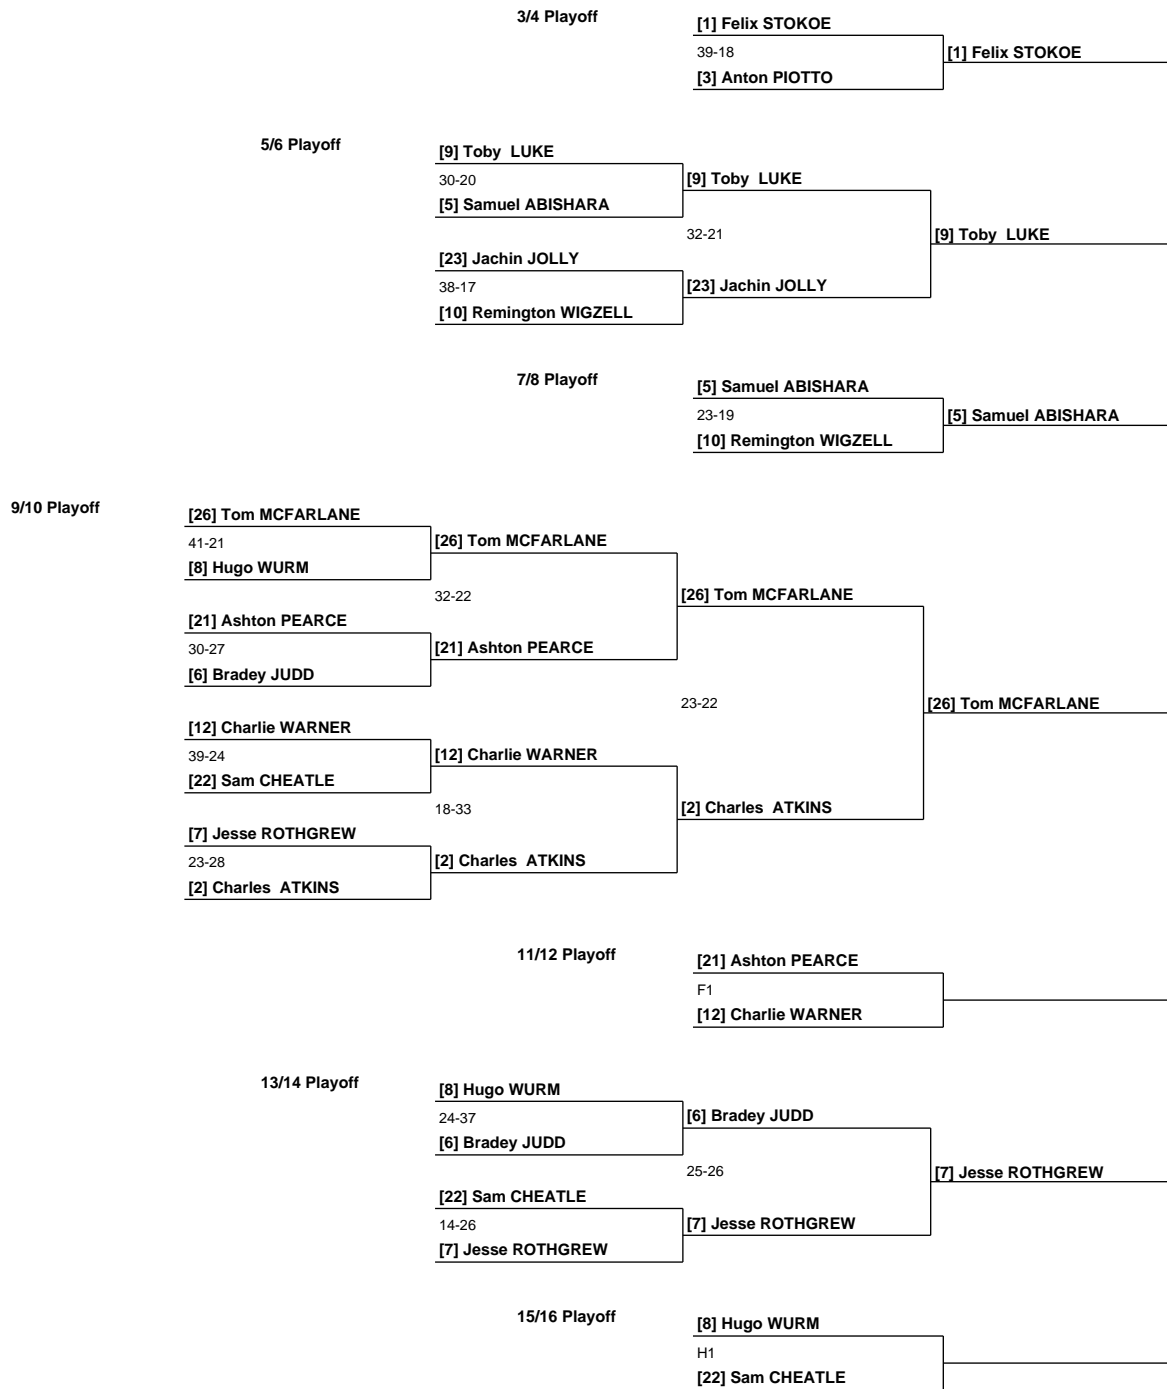 3/4 Playoff
[1] Felix STOKOE
39-18
[1] Felix STOKOE
[3] Anton PIOTTO
5/6 Playoff
[9] Toby  LUKE
30-20
[9] Toby  LUKE
[5] Samuel ABISHARA
32-21
[9] Toby  LUKE
[23] Jachin JOLLY
38-17
[23] Jachin JOLLY
[10] Remington WIGZELL
7/8 Playoff
[5] Samuel ABISHARA
23-19
[5] Samuel ABISHARA
[10] Remington WIGZELL
9/10 Playoff
[26] Tom MCFARLANE
41-21
[26] Tom MCFARLANE
[8] Hugo WURM
32-22
[26] Tom MCFARLANE
[21] Ashton PEARCE
30-27
[21] Ashton PEARCE
[6] Bradey JUDD
23-22
[26] Tom MCFARLANE
[12] Charlie WARNER
39-24
[12] Charlie WARNER
[22] Sam CHEATLE
18-33
[2] Charles  ATKINS
[7] Jesse ROTHGREW
23-28
[2] Charles  ATKINS
[2] Charles  ATKINS
11/12 Playoff
[21] Ashton PEARCE
F1
[12] Charlie WARNER
13/14 Playoff
[8] Hugo WURM
24-37
[6] Bradey JUDD
[6] Bradey JUDD
25-26
[7] Jesse ROTHGREW
[22] Sam CHEATLE
14-26
[7] Jesse ROTHGREW
[7] Jesse ROTHGREW
15/16 Playoff
[8] Hugo WURM
H1
[22] Sam CHEATLE